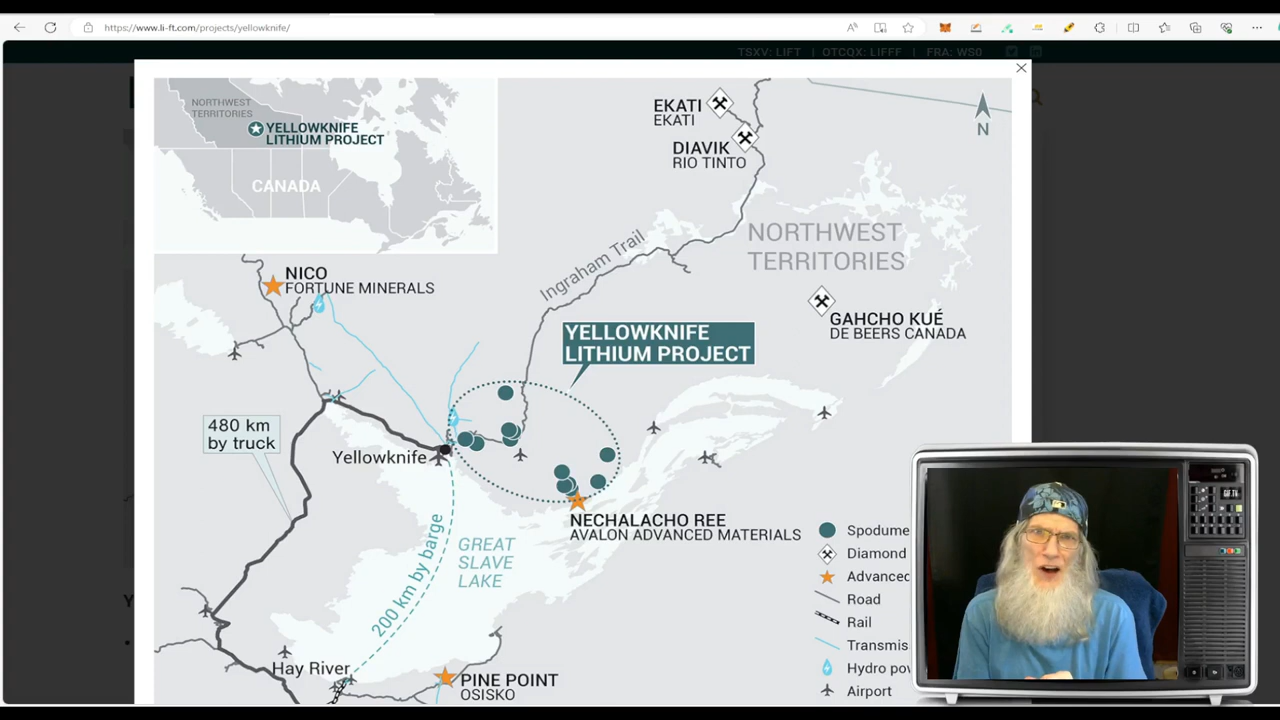 https://www.li-ft.com/projects/yellowknife/
TSXV: LIFT | OTCQX: LIFFF | FRA: WS0
NORTHWEST
TERRITORIES
YELLOWKNIFE
LITHIUM PROJECT
CANADA
EKATI
EKATI
DIAVIK
RIO TINTO
N
NORTHWEST
TERRITORIES
Ingraham Trail
NICO
FORTUNE MINERALS
GAHCHO KUÉ
DE BEERS CANADA
YELLOWKNIFE
LITHIUM PROJECT
480 km
by truck
Yellowknife
NECHALACHO REE
AVALON ADVANCED MATERIALS
GREAT
SLAVE
LAKE
200 km by barge
Hay River
PINE POINT
OSISKO
Spodume
Diamond
Advanced
Road
Rail
Transmis
Hydro pow
Airport